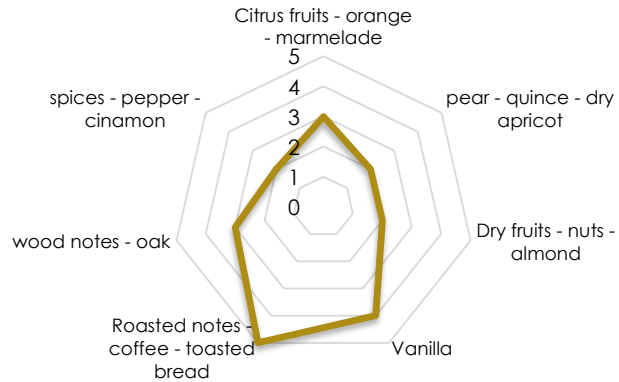 Citrus fruits - orange
- marmelade
5
4
3
2
1
0
pear - quince - dry
apricot
Dry fruits - nuts -
almond
Vanilla
Roasted notes -
coffee - toasted
bread
wood notes - oak
spices - pepper -
cinamon